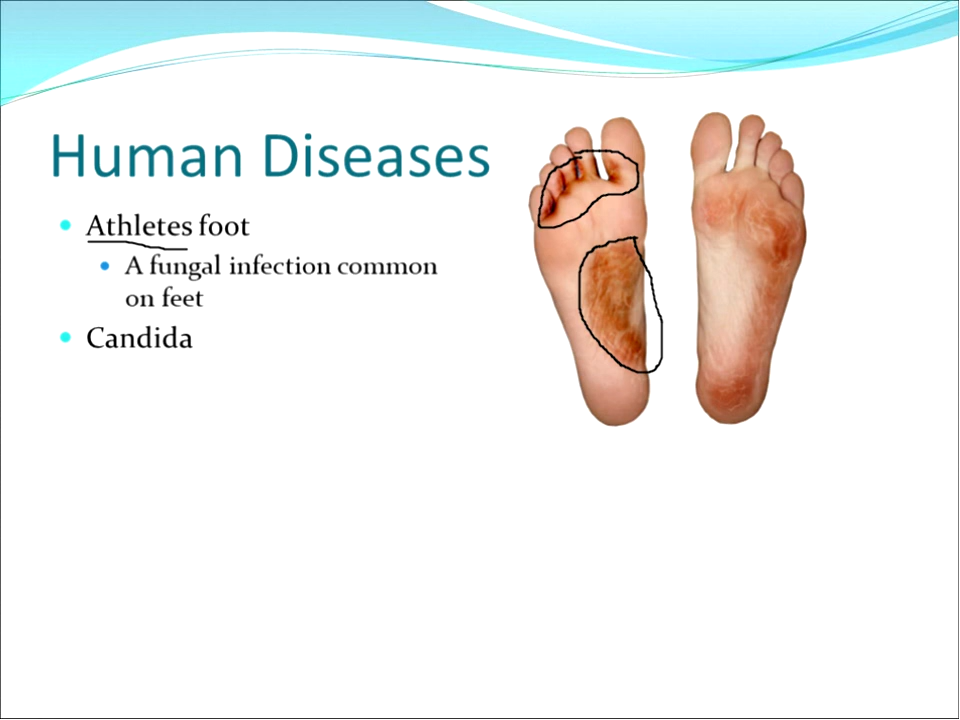 Human Diseases
Athletes foot
A fungal infection common
on feet
Candida